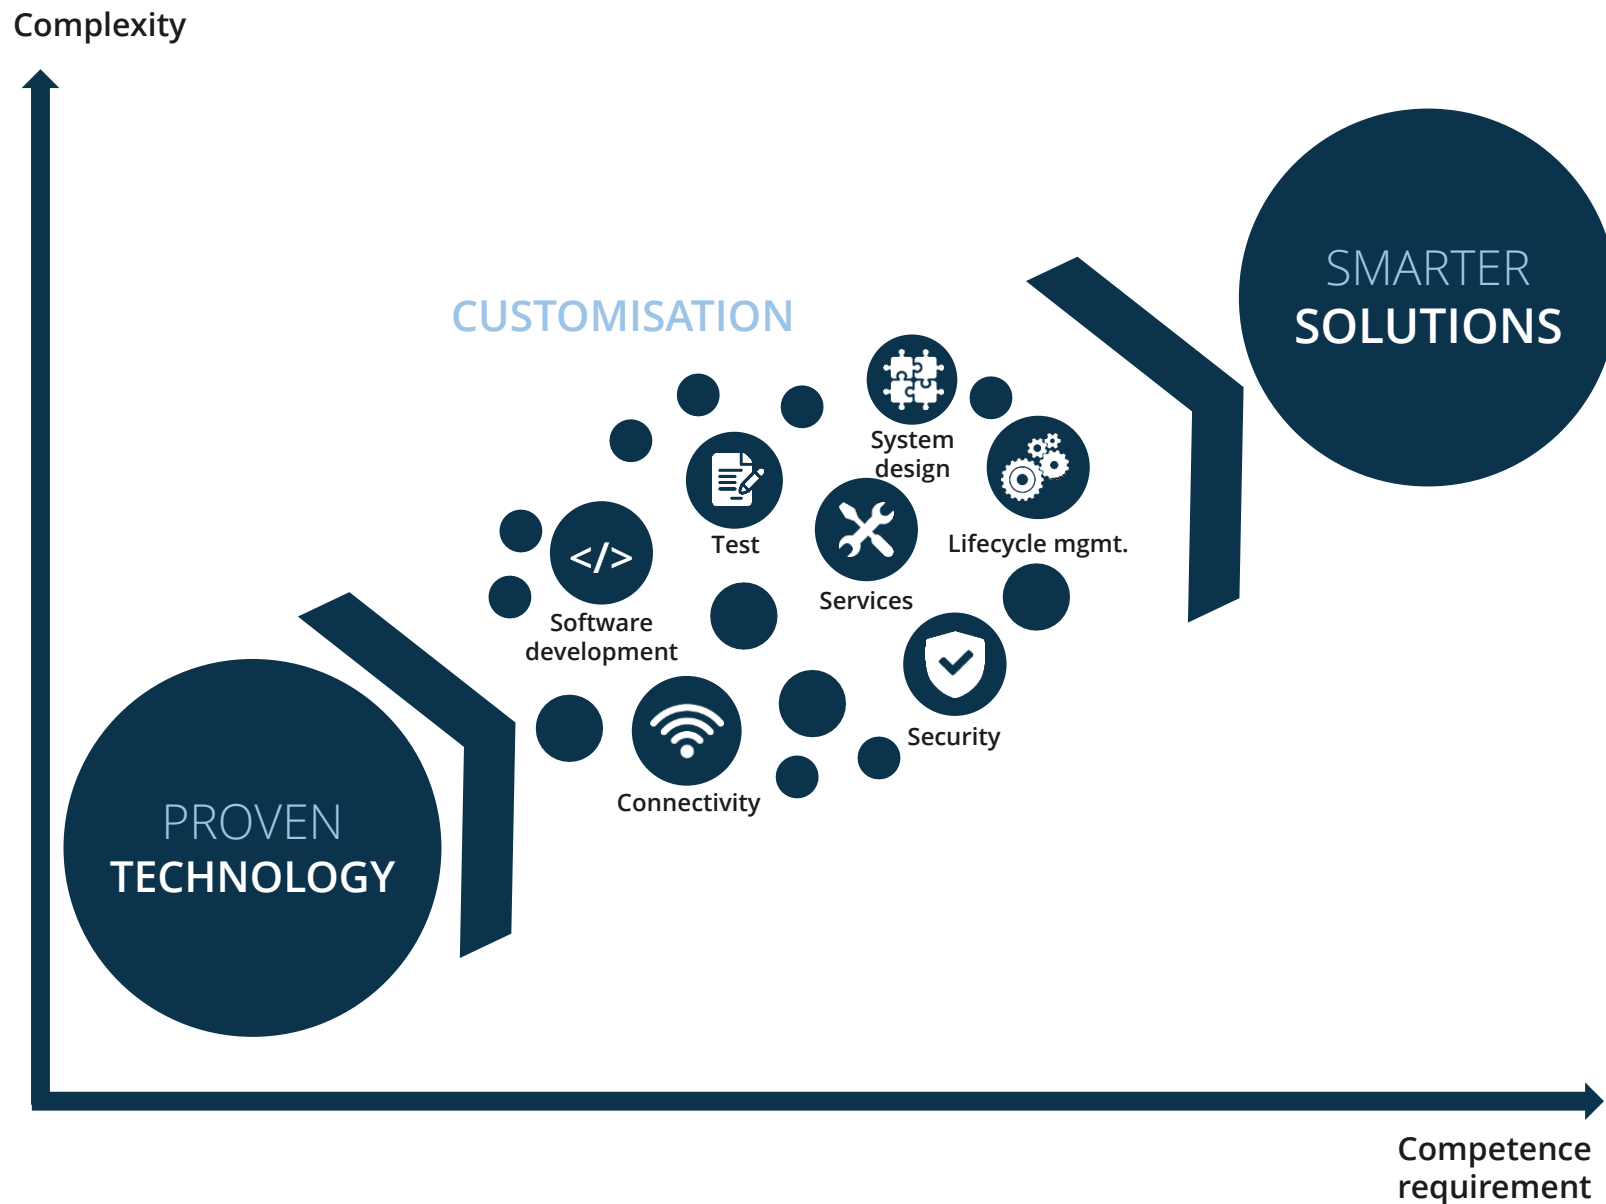 Complexity
SMARTER
SOLUTIONS
CUSTOMISATION
System
design
Test
Lifecycle mgmt.
</>
Services
Software
development
Security
Connectivity
PROVEN
TECHNOLOGY
Competence
requirement